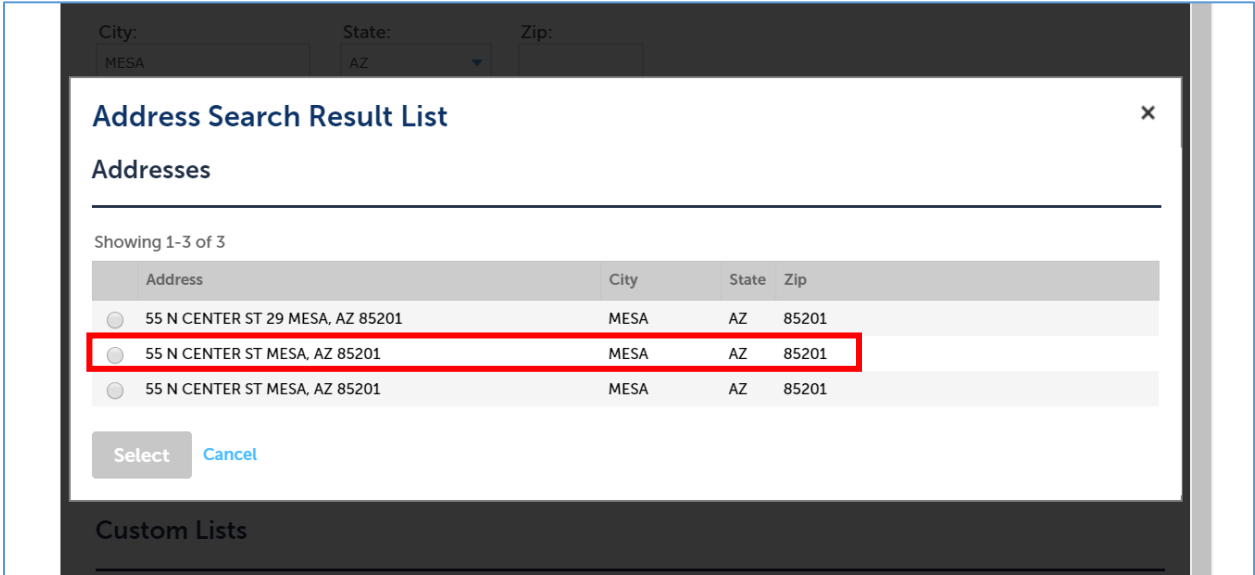 City: State: Zip:
MESA AZ
Address Search Result List ×
Addresses
Showing 1-3 of 3
Address City State Zip
55 N CENTER ST 29 MESA, AZ 85201 MESA AZ 85201
55 N CENTER ST MESA, AZ 85201 MESA AZ 85201
55 N CENTER ST MESA, AZ 85201 MESA AZ 85201
Select Cancel
Custom Lists